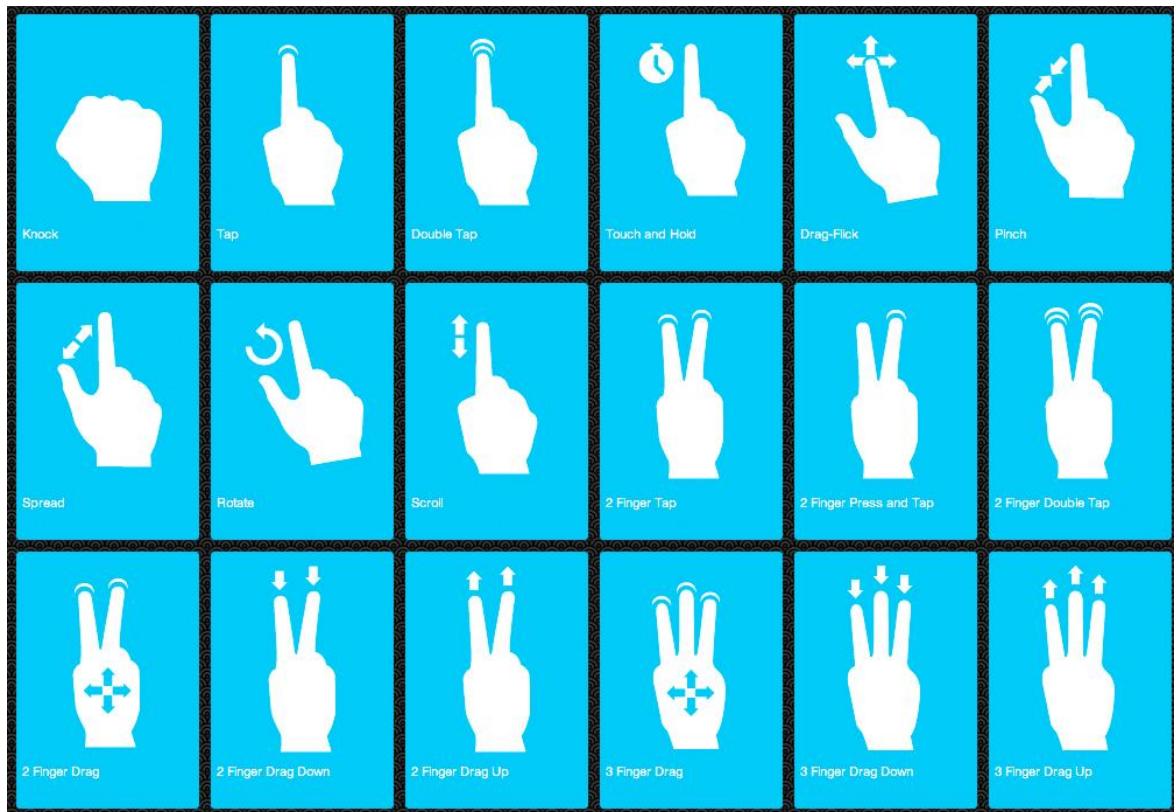 Knock
Tap
Double Tap
Touch and Hold
Drag-Flick
Pinch
Spread
Rotate
Scroll
2 Finger Tap
2 Finger Press and Tap
2 Finger Double Tap
2 Finger Drag
2 Finger Drag Down
2 Finger Drag Up
3 Finger Drag
3 Finger Drag Down
3 Finger Drag Up